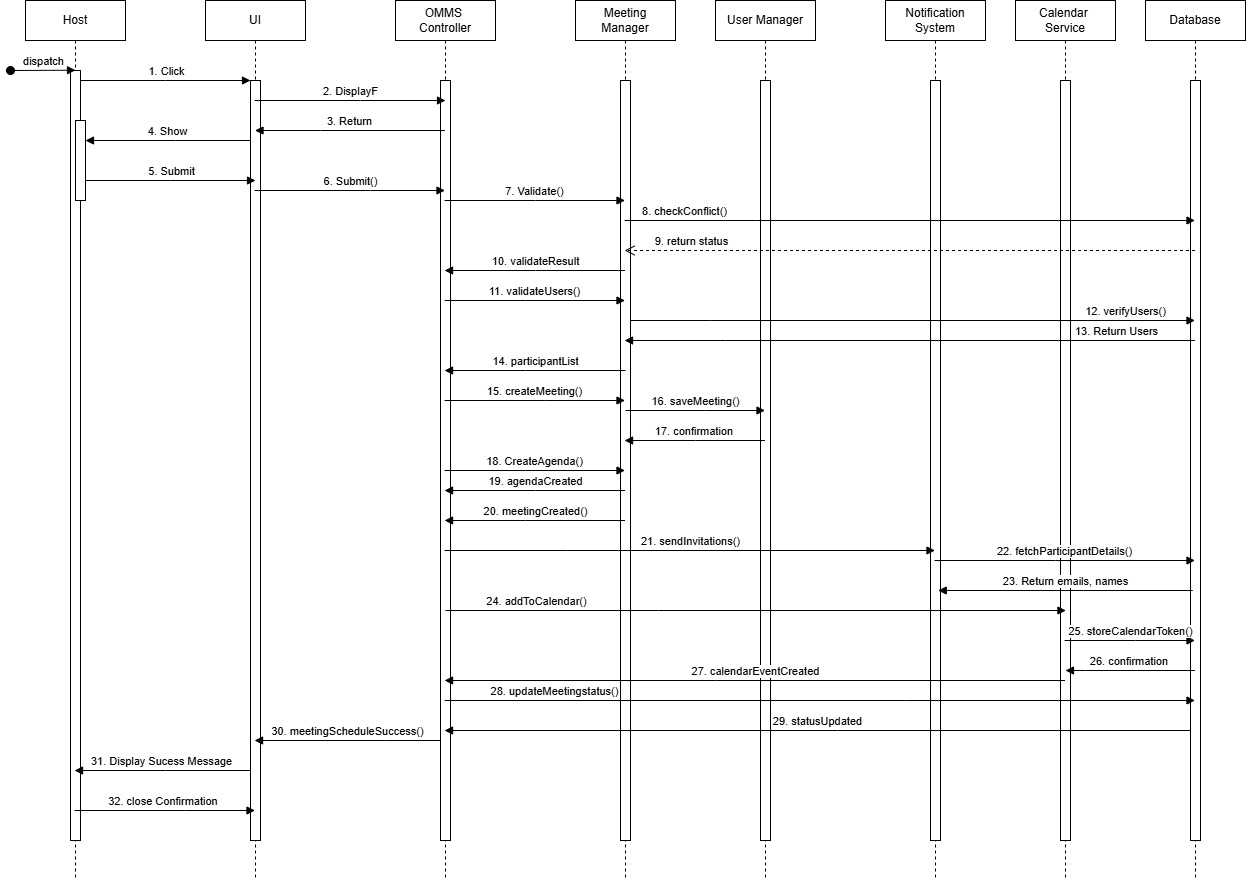 Host
UI
OMMS
Controller
Meeting
Manager
User Manager
Notification
System
Calendar
Service
Database
dispatch
1. Click
2. DisplayF
3. Return
4. Show
5. Submit
6. Submit()
7. Validate()
8. checkConflict()
9. return status
10. validateResult
11. validateUsers()
12. verifyUsers()
13. Return Users
14. participantList
15. createMeeting()
16. saveMeeting()
17. confirmation
18. CreateAgenda()
19. agendaCreated
20. meetingCreated()
21. sendInvitations()
22. fetchParticipantDetails()
23. Return emails, names
24. addToCalendar()
25. storeCalendarToken()
26. confirmation
27. calendarEventCreated
28. updateMeetingstatus()
29. statusUpdated
30. meetingScheduleSuccess()
31. Display Sucess Message
32. close Confirmation